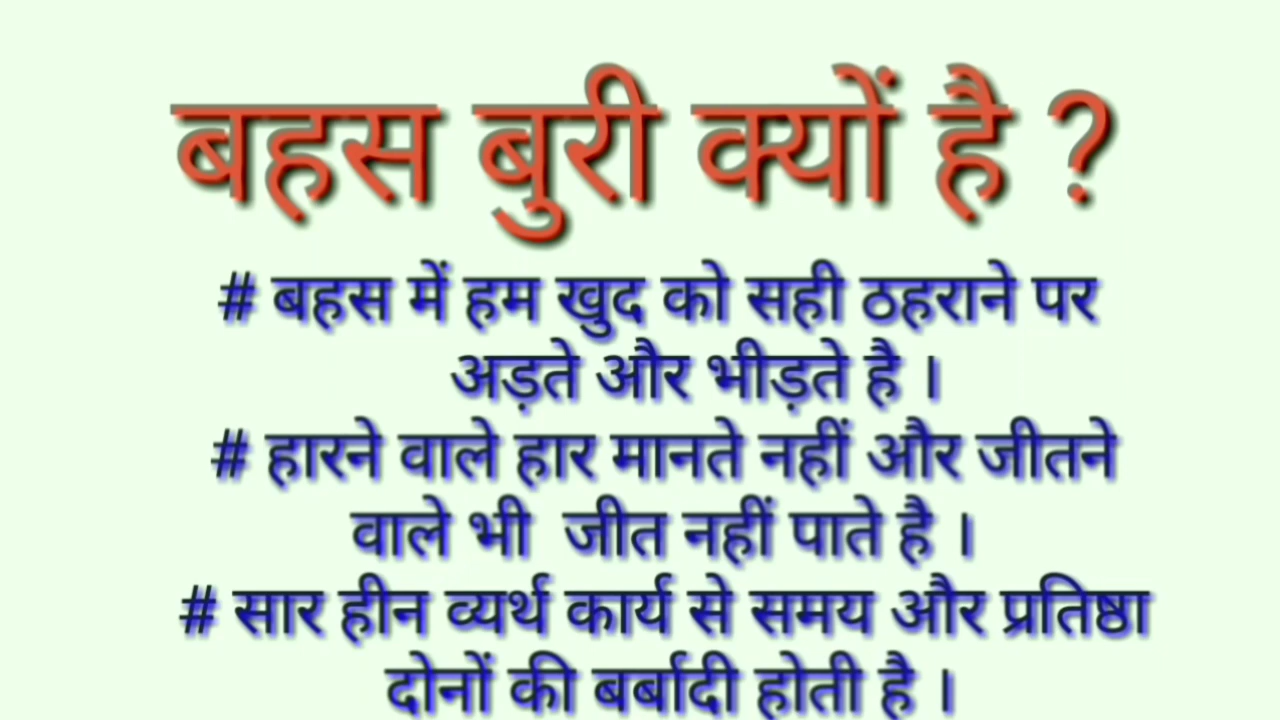 बहस बुरी क्यों है ?
# बहस में हम खुद को सही ठहराने पर
अड़ते और भीड़ते है ।
# हारने वाले हार मानते नहीं और जीतने
वाले भी जीत नहीं पाते है ।
# सार हीन व्यर्थ कार्य से समय और प्रतिष्ठा
दोनों की बर्बादी होती है ।